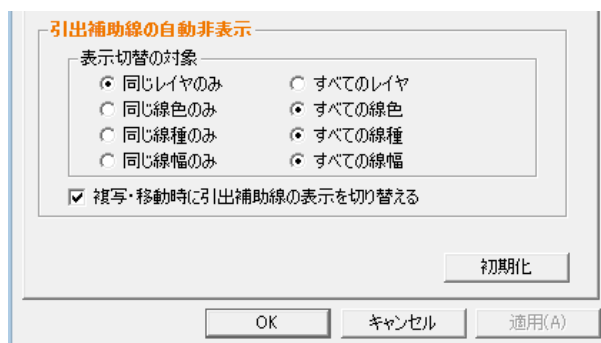 引出補助線の自動非表示
表示切替の対象
同じレイヤのみ すべてのレイヤ
同じ線色のみ すべての線色
同じ線種のみ すべての線種
同じ線幅のみ すべての線幅
複写・移動時に引出補助線の表示を切り替える
初期化
OK キャンセル 適用(A)